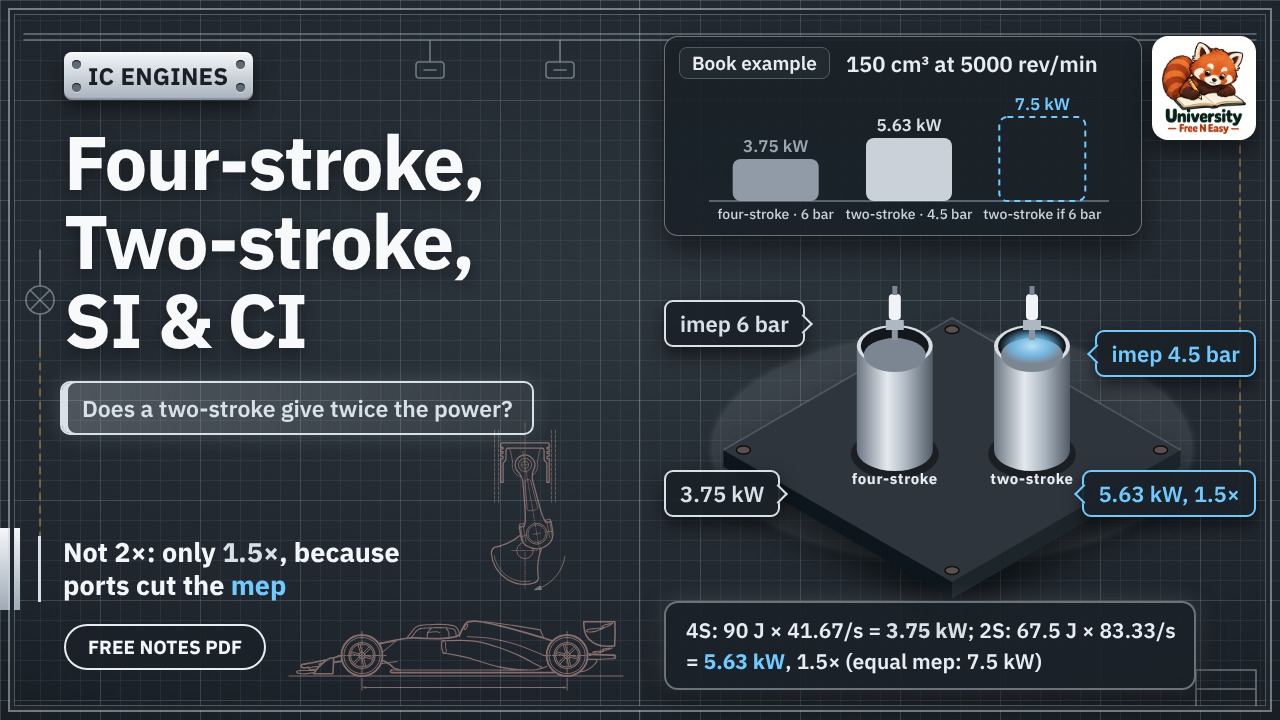 IC ENGINES
Four-stroke,
Two-stroke,
SI & CI
Does a two-stroke give twice the power?
Not 2×: only 1.5×, because
ports cut the mep
FREE NOTES PDF
Book example
150 cm³ at 5000 rev/min
3.75 kW
5.63 kW
7.5 kW
four-stroke · 6 bar
two-stroke · 4.5 bar
two-stroke if 6 bar
University
Free N Easy
imep 6 bar
imep 4.5 bar
3.75 kW
four-stroke
two-stroke
5.63 kW, 1.5×
4S: 90 J × 41.67/s = 3.75 kW; 2S: 67.5 J × 83.33/s
= 5.63 kW, 1.5× (equal mep: 7.5 kW)